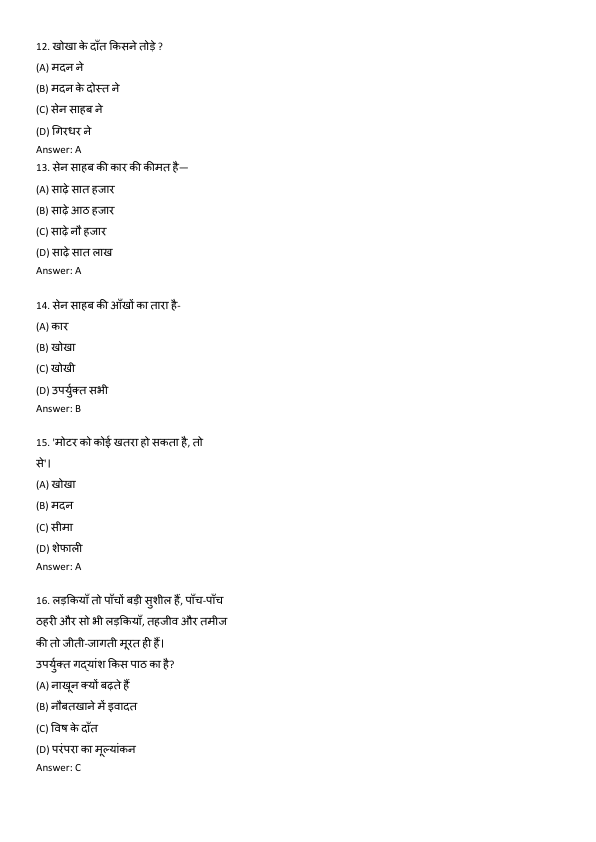 12. खोखा के दाँत किसने तोड़े ?
(A) मदन ने
(B) मदन के दोस्त ने
(C) सेन साहब ने
(D) गिरधर ने
Answer: A
13. सेन साहब की कार की कीमत है—
(A) साढ़े सात हजार
(B) साढ़े आठ हजार
(C) साढ़े नौ हजार
(D) साढ़े सात लाख
Answer: A
14. सेन साहब की आँखों का तारा है-
(A) कार
(B) खोखा
(C) खोखी
(D) उपर्युक्त सभी
Answer: B
15. 'मोटर को कोई खतरा हो सकता है, तो
से'।
(A) खोखा
(B) मदन
(C) सीमा
(D) शेफाली
Answer: A
16. लड़कियाँ तो पाँचों बड़ी सुशील हैं, पाँच-पाँच
ठहरी और सो भी लड़कियाँ, तहजीव और तमीज
की तो जीती-जागती मूरत ही हैं।
उपर्युक्त गद्यांश किस पाठ का है?
(A) नाखून क्यों बढ़ते हैं
(B) नौबतखाने में इवादत
(C) विष के दाँत
(D) परंपरा का मूल्यांकन
Answer: C